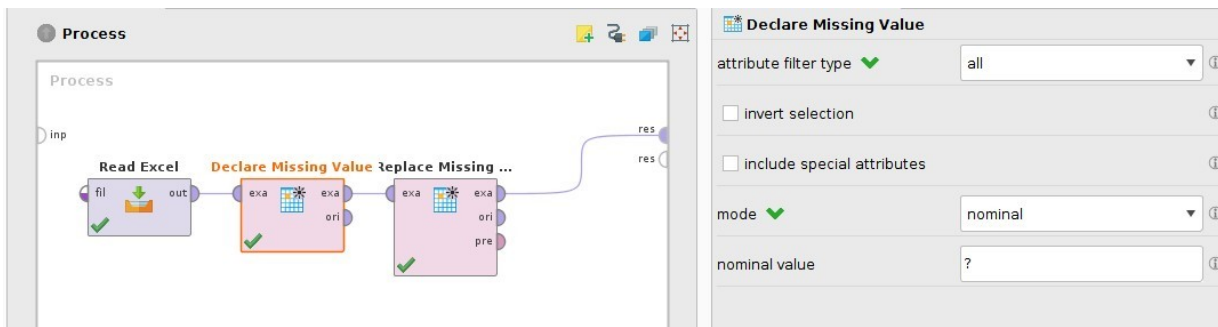 Process
Process
inp
res
res
Read Excel
fil
out
Declare Missing Value
exa
exa
ori
Replace Missing ...
exa
exa
ori
pre
Declare Missing Value
attribute filter type
all
invert selection
include special attributes
mode
nominal
nominal value
?